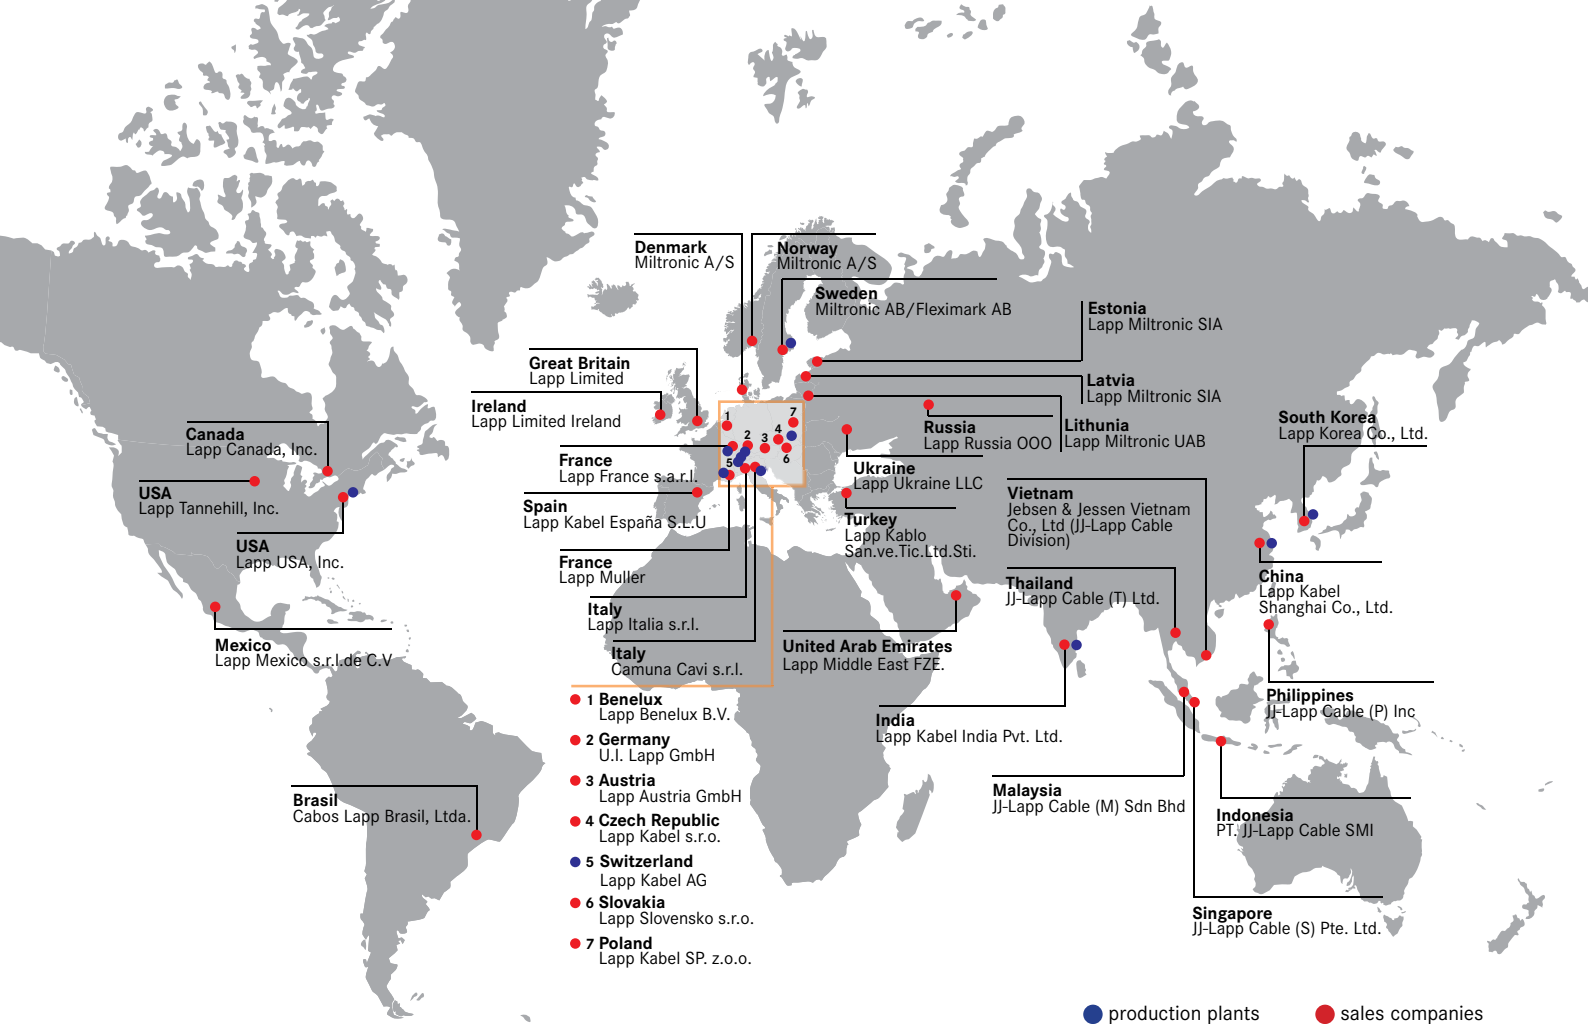 Denmark
Miltronic A/S
Norway
Miltronic A/S
Sweden
Miltronic AB/Fleximark AB
Estonia
Lapp Miltronic SIA
Great Britain
Lapp Limited
Latvia
Lapp Miltronic SIA
Ireland
Lapp Limited Ireland
1
7
2
3
4
5
6
Russia
Lapp Russia OOO
Lithunia
Lapp Miltronic UAB
South Korea
Lapp Korea Co., Ltd.
Canada
Lapp Canada, Inc.
France
Lapp France s.a.r.l.
Ukraine
Lapp Ukraine LLC
USA
Lapp Tannehill, Inc.
Spain
Lapp Kabel España S.L.U
Vietnam
Jebsen & Jessen Vietnam
Co., Ltd (JJ-Lapp Cable
Division)
Turkey
Lapp Kablo
San.ve.Tic.Ltd.Sti.
USA
Lapp USA, Inc.
France
Lapp Muller
Thailand
JJ-Lapp Cable (T) Ltd.
China
Lapp Kabel
Shanghai Co., Ltd.
Italy
Lapp Italia s.r.l.
Mexico
Lapp Mexico s.r.l.de C.V
Italy
Camuna Cavi s.r.l.
United Arab Emirates
Lapp Middle East FZE.
Philippines
JJ-Lapp Cable (P) Inc
India
Lapp Kabel India Pvt. Ltd.
1 Benelux
Lapp Benelux B.V.
2 Germany
U.I. Lapp GmbH
3 Austria
Lapp Austria GmbH
4 Czech Republic
Lapp Kabel s.r.o.
5 Switzerland
Lapp Kabel AG
6 Slovakia
Lapp Slovensko s.r.o.
7 Poland
Lapp Kabel SP. z.o.o.
Brasil
Cabos Lapp Brasil, Ltda.
Malaysia
JJ-Lapp Cable (M) Sdn Bhd
Indonesia
PT. JJ-Lapp Cable SMI
Singapore
JJ-Lapp Cable (S) Pte. Ltd.
production plants
sales companies